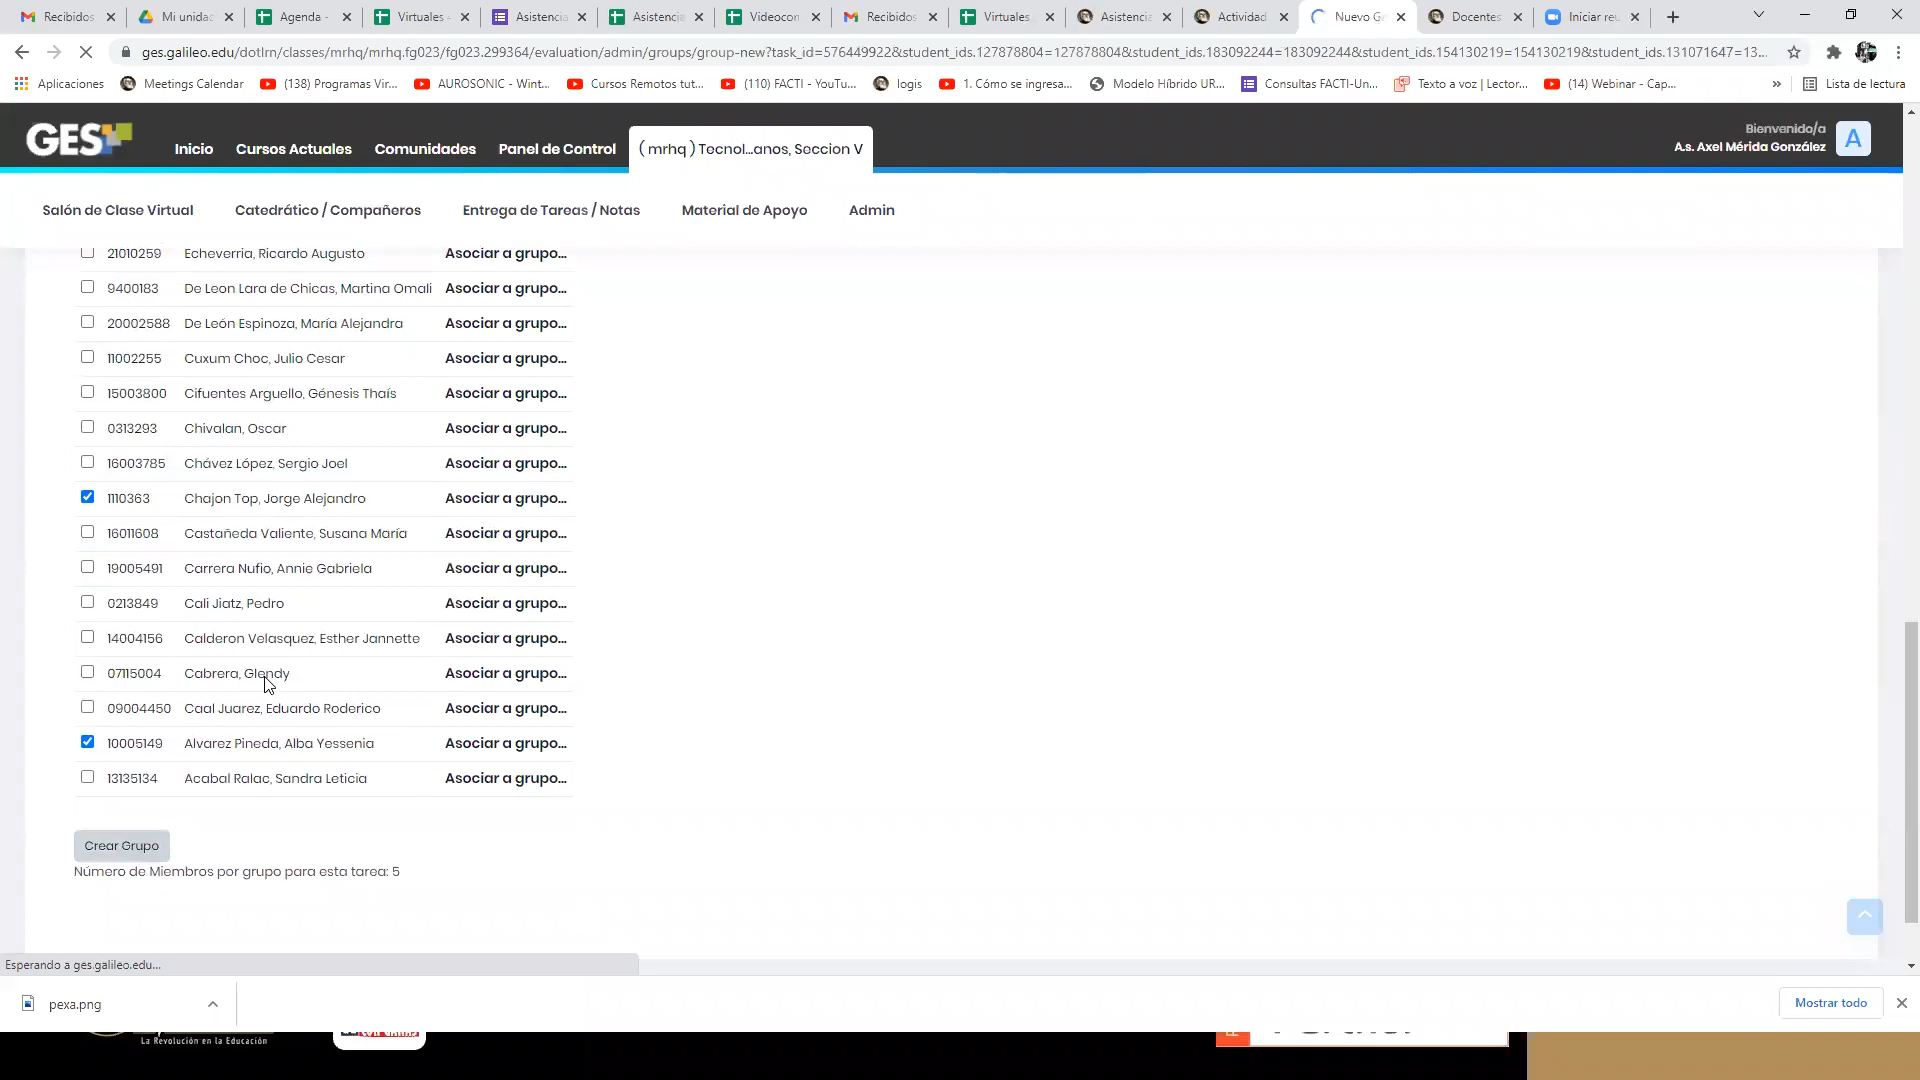 Recibidos
Mi unidad
Agenda -
Virtuales -
Asistencia
Asistencia
Videocon
Recibidos
Virtuales
Asistencia
Actividad
Nuevo G
Docentes
Iniciar reu
ges.galileo.edu/dotlrn/classes/mrhq/mrhq.fg023/fg023.299364/evaluation/admin/groups/group-new?task_id=576449922&student_ids.127878804=127878804&student_ids.183092244=183092244&student_ids.154130219=154130219&student_ids.131071647=13...
Aplicaciones
Meetings Calendar
(138) Programas Vir...
AUROSONIC - Wint...
Cursos Remotos tut...
(110) FACTI - YouTu...
logis
1. Cómo se ingresa...
Modelo Híbrido UR...
Consultas FACTI-Un...
Texto a voz | Lector...
(14) Webinar - Cap...
»
Lista de lectura
GES
Inicio
Cursos Actuales
Comunidades
Panel de Control
( mrhq ) Tecnol...anos, Seccion V
Bienvenido/a
A.s. Axel Mérida González
A
Salón de Clase Virtual
Catedrático / Compañeros
Entrega de Tareas / Notas
Material de Apoyo
Admin
21010259 Echeverria, Ricardo Augusto Asociar a grupo...
9400183 De Leon Lara de Chicas, Martina Omali Asociar a grupo...
20002588 De León Espinoza, María Alejandra Asociar a grupo...
11002255 Cuxum Choc, Julio Cesar Asociar a grupo...
15003800 Cifuentes Arguello, Génesis Thaís Asociar a grupo...
0313293 Chivalan, Oscar Asociar a grupo...
16003785 Chávez López, Sergio Joel Asociar a grupo...
1110363 Chajon Top, Jorge Alejandro Asociar a grupo...
16011608 Castañeda Valiente, Susana María Asociar a grupo...
19005491 Carrera Nufio, Annie Gabriela Asociar a grupo...
0213849 Cali Jiatz, Pedro Asociar a grupo...
14004156 Calderon Velasquez, Esther Jannette Asociar a grupo...
07115004 Cabrera, Glendy Asociar a grupo...
09004450 Caal Juarez, Eduardo Roderico Asociar a grupo...
10005149 Alvarez Pineda, Alba Yessenia Asociar a grupo...
13135134 Acabal Ralac, Sandra Leticia Asociar a grupo...
Crear Grupo
Número de Miembros por grupo para esta tarea: 5
Esperando a ges.galileo.edu...
pexa.png
Mostrar todo
La Revolución en la Educación